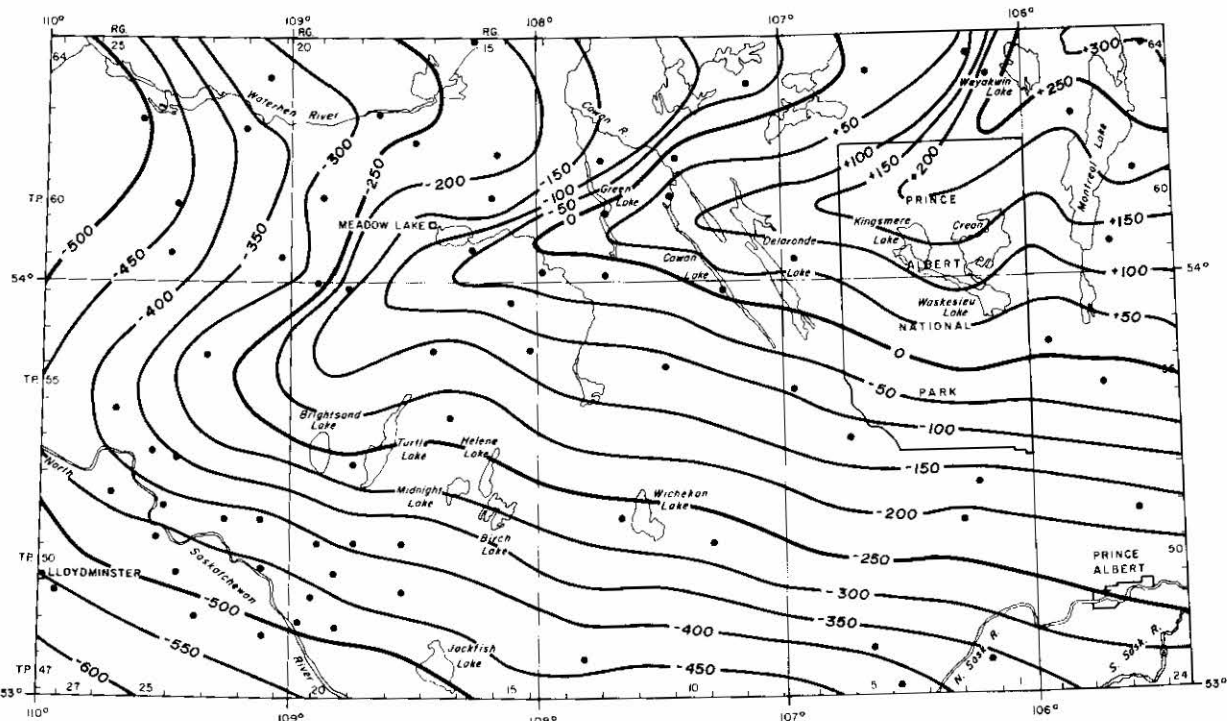 110° 109° 108° 107° 106°
RG. RG. RG.
25 20 15
64
+300 64
Waterhen River
Cowan R.
Weyakwin Lake
+250
Montreal Lake
+50
+100
+150
+200
-300
-250
-200
-150
-100
-50
0
Green Lake
TP. 60
60
-350
-500
-450
-400
MEADOW LAKE
PRINCE
Kingsmere Lake
Crean L.
+150
Delaronde Lake
ALBERT
Cowan Lake
+100
54° 54°
Waskesieu Lake
NATIONAL
+50
0
TP. 55
55
-50
PARK
-100
Brightsand Lake
Turtle Lake
Helene Lake
-150
North
Midnight Lake
Wichekan Lake
-200
Birch Lake
-250
TP. 50
50
LLOYDMINSTER
Saskatchewan River
PRINCE ALBERT
-500
-300
-350
-400
-550
Jackfish Lake
-450
-600
N. Sask. R.
S. Sask. R.
TP. 47
53° 27 25 20 15 10 5 24 53°
110° 109° 108° 107° 106°